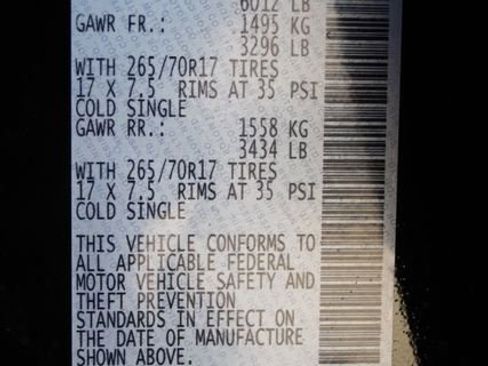 6012 LB
GAWR FR.: 1495 KG
3296 LB
WITH 265/70R17 TIRES
17 X 7.5 RIMS AT 35 PSI
COLD SINGLE
GAWR RR.: 1558 KG
3434 LB
WITH 265/70R17 TIRES
17 X 7.5 RIMS AT 35 PSI
COLD SINGLE
THIS VEHICLE CONFORMS TO
ALL APPLICABLE FEDERAL
MOTOR VEHICLE SAFETY AND
THEFT PREVENTION
STANDARDS IN EFFECT ON
THE DATE OF MANUFACTURE
SHOWN ABOVE.